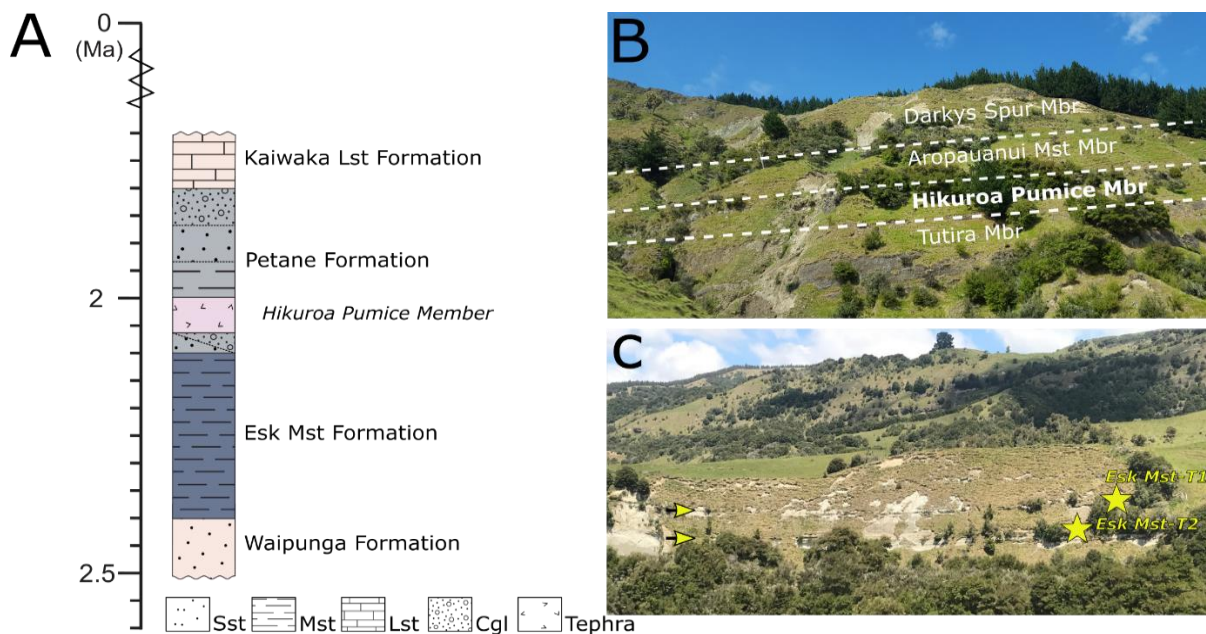 A
0
(Ma)
Kaiwaka Lst Formation
Petane Formation
2
Hikuroa Pumice Member
Esk Mst Formation
Waipunga Formation
2.5
Sst Mst Lst Cgl Tephra
B
Darkys Spur Mbr
Aropauanui Mst Mbr
Hikuroa Pumice Mbr
Tutira Mbr
C
Esk Mst-T1
Esk Mst-T2